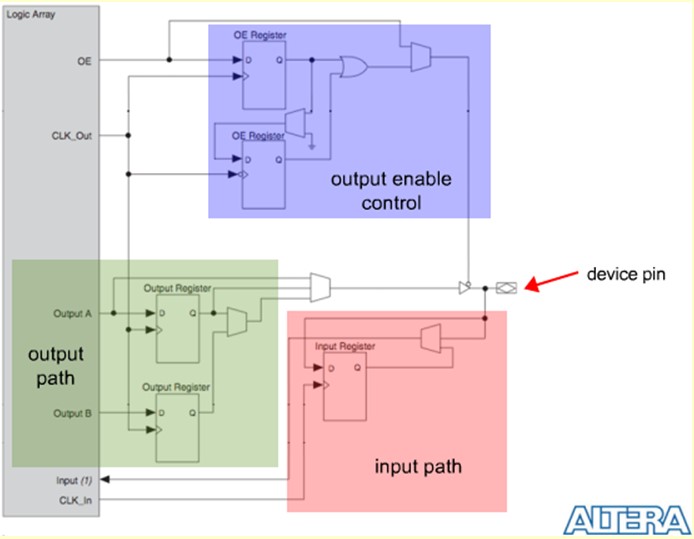 Logic Array
OE
CLK_Out
OE Register
D Q
OE Register
D Q
output enable
control
device pin
Output A
Output Register
D Q
output
path
Output Register
Output B
D Q
Input Register
D Q
input path
Input (1)
CLK_In
ALTERA